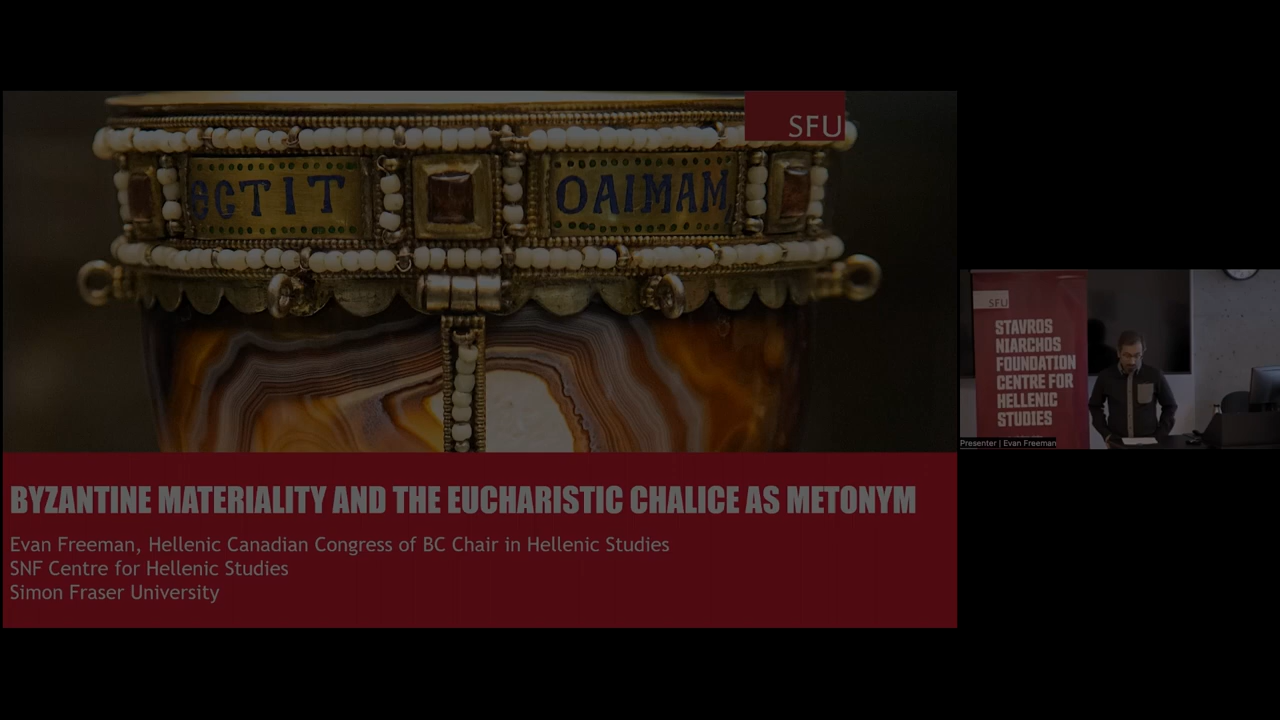 SFU
ΘCTIT
OAIMAM
BYZANTINE MATERIALITY AND THE EUCHARISTIC CHALICE AS METONYM
Evan Freeman, Hellenic Canadian Congress of BC Chair in Hellenic Studies
SNF Centre for Hellenic Studies
Simon Fraser University
SFU
STAVROS
NIARCHOS
FOUNDATION
CENTRE FOR
HELLENIC
STUDIES
Presenter | Evan Freeman